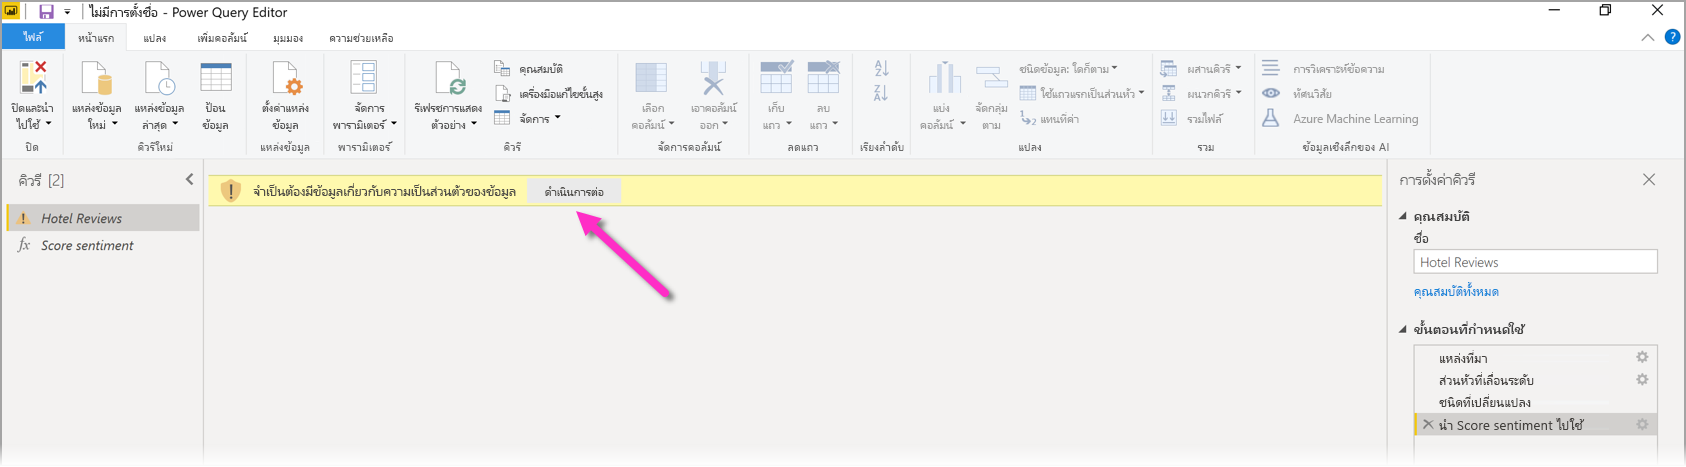 ไม่มีการตั้งชื่อ - Power Query Editor
ไฟล์ หน้าแรก แปลง เพิ่มคอลัมน์ มุมมอง ความช่วยเหลือ
ปิดและนำไปใช้
แหล่งข้อมูลใหม่
แหล่งข้อมูลล่าสุด
ป้อนข้อมูล
ตั้งค่าแหล่งข้อมูล
จัดการพารามิเตอร์
รีเฟรชการแสดงตัวอย่าง
คุณสมบัติ
เครื่องมือแก้ไขขั้นสูง
จัดการ
เลือกคอลัมน์
เอาคอลัมน์ออก
เก็บแถว
ลบแถว
แบ่งคอลัมน์
จัดกลุ่มตาม
ชนิดข้อมูล: ใดก็ตาม
ใช้แถวแรกเป็นส่วนหัว
แทนที่ค่า
ผสานคิวรี
ผนวกคิวรี
รวมไฟล์
การวิเคราะห์ข้อความ
ทัศนวิสัย
Azure Machine Learning
ปิด คิวรีใหม่ แหล่งข้อมูล พารามิเตอร์ คิวรี จัดการคอลัมน์ ลดแถว เรียงลำดับ แปลง รวม ข้อมูลเชิงลึกของ AI
คิวรี [2]
Hotel Reviews
fx Score sentiment
จำเป็นต้องมีข้อมูลเกี่ยวกับความเป็นส่วนตัวของข้อมูล ดำเนินการต่อ
การตั้งค่าคิวรี
คุณสมบัติ
ชื่อ
Hotel Reviews
คุณสมบัติทั้งหมด
ขั้นตอนที่กำหนดใช้
แหล่งที่มา
ส่วนหัวที่เลื่อนระดับ
ชนิดที่เปลี่ยนแปลง
นำ Score sentiment ไปใช้